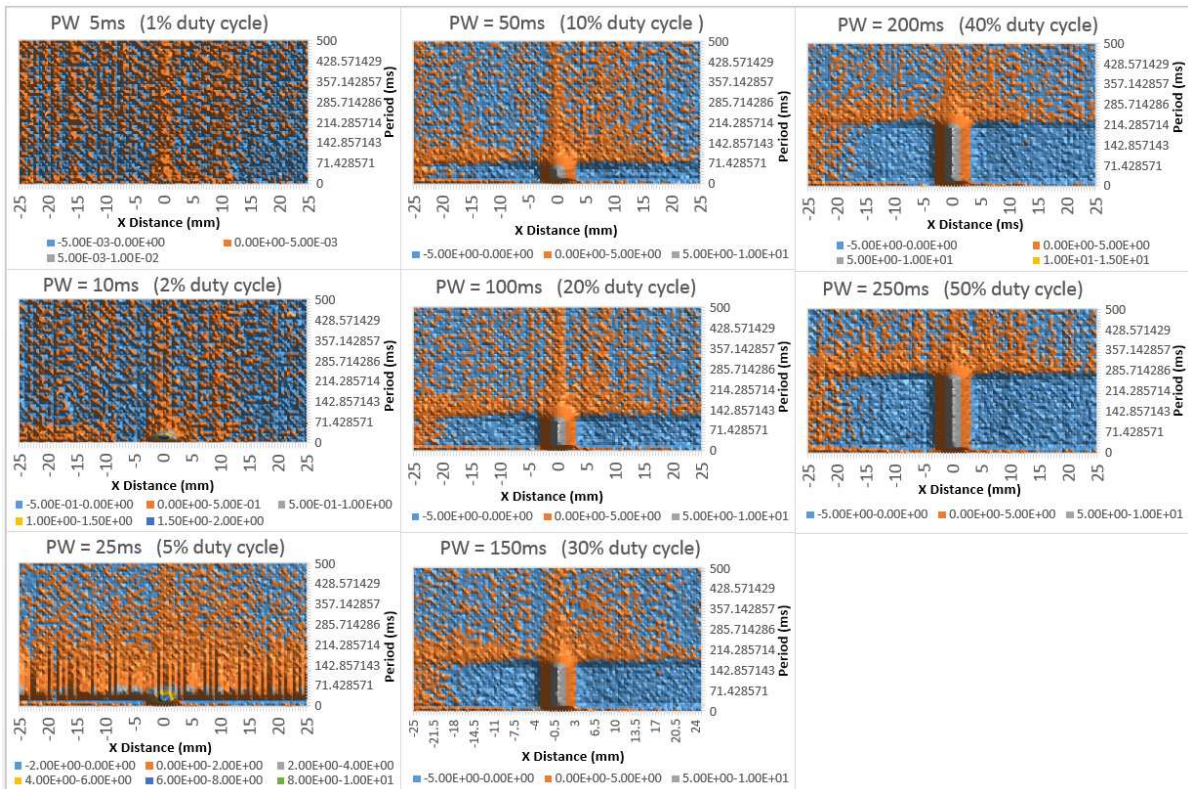 PW 5ms (1% duty cycle)
500
428.571429
357.142857
285.714286
214.285714
142.857143
71.428571
0
Period (ms)
-25 -20 -15 -10 -5 0 5 10 15 20 25
X Distance (mm)
-5.00E-03-0.00E+00 0.00E+00-5.00E-03
5.00E-03-1.00E-02
PW = 50ms (10% duty cycle )
500
428.571429
357.142857
285.714286
214.285714
142.857143
71.428571
0
Period (ms)
-25 -20 -15 -10 -5 0 5 10 15 20 25
X Distance (mm)
-5.00E+00-0.00E+00 0.00E+00-5.00E+00 5.00E+00-1.00E+01
PW = 200ms (40% duty cycle)
500
428.571429
357.142857
285.714286
214.285714
142.857143
71.428571
0
Period (ms)
-25 -20 -15 -10 -5 0 5 10 15 20 25
X Distance (ms)
-5.00E+00-0.00E+00 0.00E+00-5.00E+00
5.00E+00-1.00E+01 1.00E+01-1.50E+01
PW = 10ms (2% duty cycle)
500
428.571429
357.142857
285.714286
214.285714
142.857143
71.428571
0
Period (ms)
-25 -20 -15 -10 -5 0 5 10 15 20 25
X Distance (mm)
-5.00E-01-0.00E+00 0.00E+00-5.00E-01 5.00E-01-1.00E+00
1.00E+00-1.50E+00 1.50E+00-2.00E+00
PW = 100ms (20% duty cycle)
500
428.571429
357.142857
285.714286
214.285714
142.857143
71.428571
0
Period (ms)
-25 -20 -15 -10 -5 0 5 10 15 20 25
X Distance (mm)
-5.00E+00-0.00E+00 0.00E+00-5.00E+00 5.00E+00-1.00E+01
PW = 250ms (50% duty cycle)
500
428.571429
357.142857
285.714286
214.285714
142.857143
71.428571
0
Period (ms)
-25 -20 -15 -10 -5 0 5 10 15 20 25
X Distance (mm)
-5.00E+00-0.00E+00 0.00E+00-5.00E+00 5.00E+00-1.00E+01
PW = 25ms (5% duty cycle)
500
428.571429
357.142857
285.714286
214.285714
142.857143
71.428571
0
Period (ms)
-25 -20 -15 -10 -5 0 5 10 15 20 25
X Distance (mm)
-2.00E+00-0.00E+00 0.00E+00-2.00E+00 2.00E+00-4.00E+00
4.00E+00-6.00E+00 6.00E+00-8.00E+00 8.00E+00-1.00E+01
PW = 150ms (30% duty cycle)
500
428.571429
357.142857
285.714286
214.285714
142.857143
71.428571
0
Period (ms)
-25 -21.5 -18 -14.5 -11 -7.5 -4 -0.5 3 6.5 10 13.5 17 20.5 24
X Distance (mm)
-5.00E+00-0.00E+00 0.00E+00-5.00E+00 5.00E+00-1.00E+01